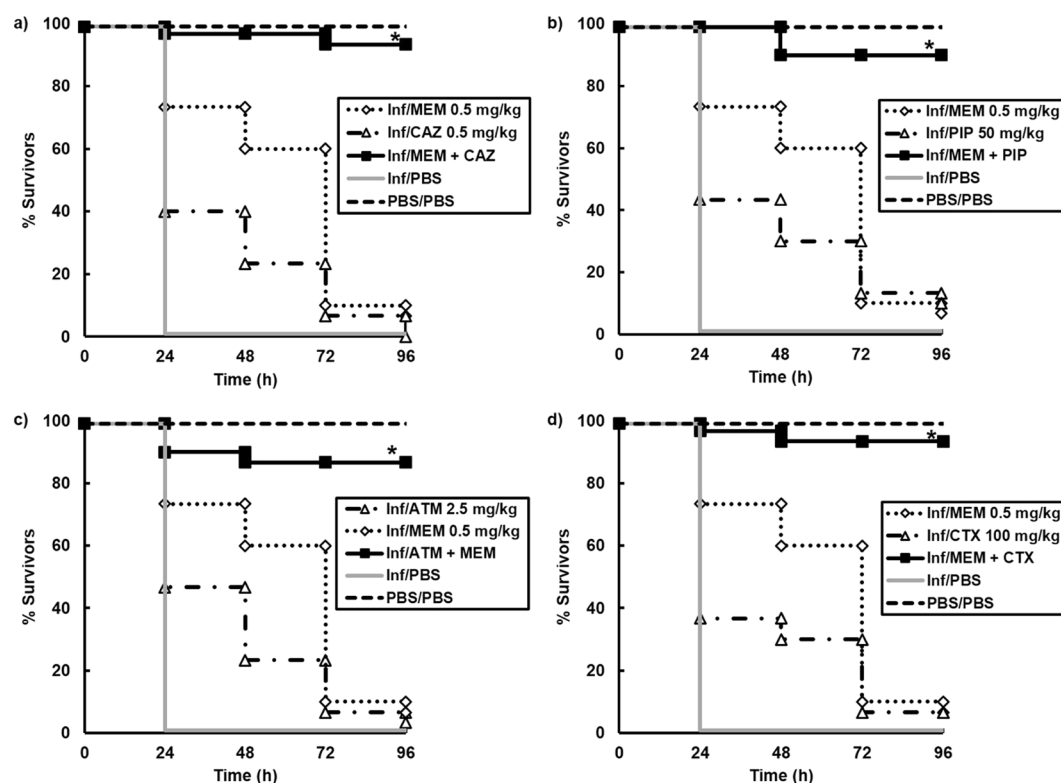 a)
100
80
60
40
20
0
% Survivors
*
Inf/MEM 0.5 mg/kg
Inf/CAZ 0.5 mg/kg
Inf/MEM + CAZ
Inf/PBS
PBS/PBS
0 24 48 72 96
Time (h)
b)
100
80
60
40
20
0
% Survivors
*
Inf/MEM 0.5 mg/kg
Inf/PIP 50 mg/kg
Inf/MEM + PIP
Inf/PBS
PBS/PBS
0 24 48 72 96
Time (h)
c)
100
80
60
40
20
0
% Survivors
*
Inf/ATM 2.5 mg/kg
Inf/MEM 0.5 mg/kg
Inf/ATM + MEM
Inf/PBS
PBS/PBS
0 24 48 72 96
Time (h)
d)
100
80
60
40
20
0
% Survivors
*
Inf/MEM 0.5 mg/kg
Inf/CTX 100 mg/kg
Inf/MEM + CTX
Inf/PBS
PBS/PBS
0 24 48 72 96
Time (h)